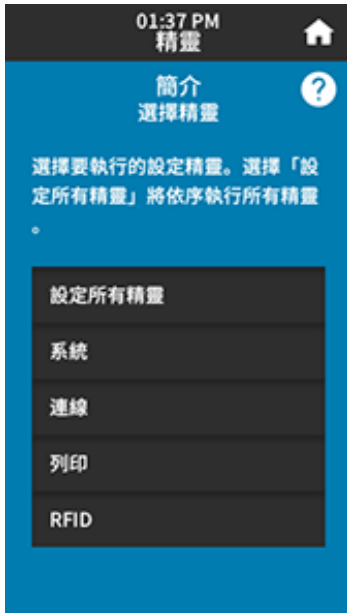 01:37 PM
精靈
簡介
選擇精靈
選擇要執行的設定精靈。選擇「設
定所有精靈」將依序執行所有精靈
。
設定所有精靈
系統
連線
列印
RFID